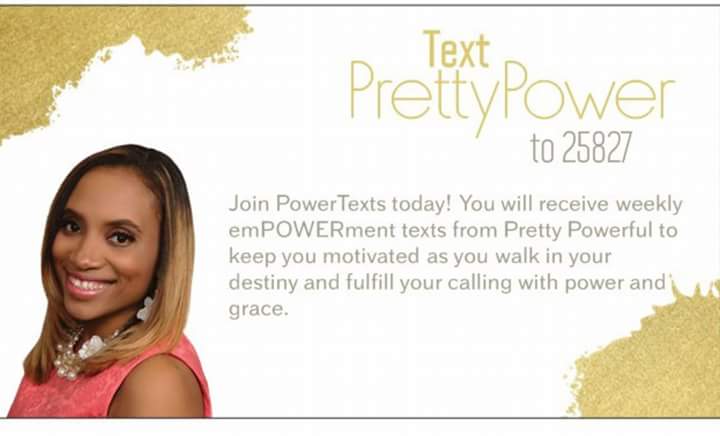 Text
PrettyPower
to 25827
Join PowerTexts today! You will receive weekly
emPOWERment texts from Pretty Powerful to
keep you motivated as you walk in your
destiny and fulfill your calling with power and
grace.